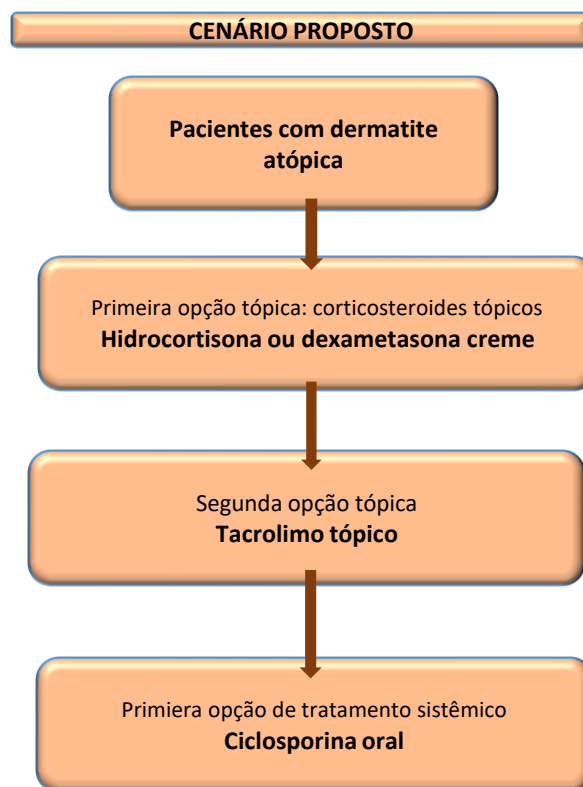 CENÁRIO PROPOSTO
Pacientes com dermatite
atópica
Primeira opção tópica: corticosteroides tópicos
Hidrocortisona ou dexametasona creme
Segunda opção tópica
Tacrolimo tópico
Primiera opção de tratamento sistêmico
Ciclosporina oral